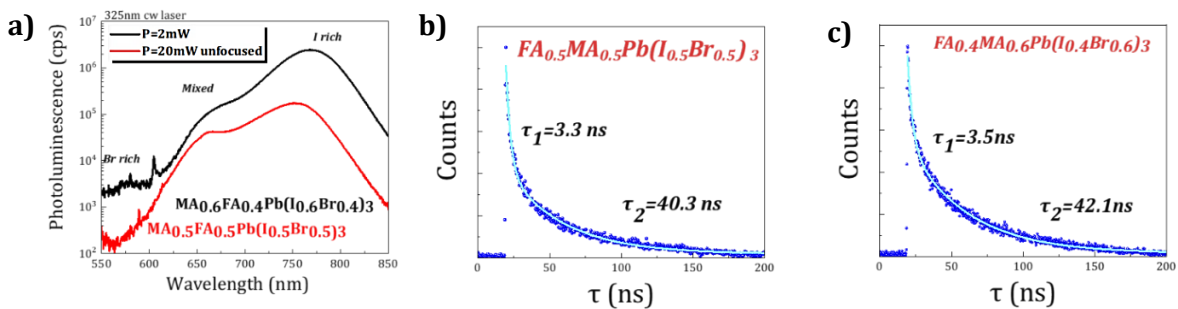 a)
325nm cw laser
P=2mW
P=20mW unfocused
I rich
Mixed
Br rich
MA0.6FA0.4Pb(I0.6Br0.4)3
MA0.5FA0.5Pb(I0.5Br0.5)3
Photoluminescence (cps)
10^7
10^6
10^5
10^4
10^3
10^2
550 600 650 700 750 800 850
Wavelength (nm)
b)
FA0.5MA0.5Pb(I0.5Br0.5) 3
τ1=3.3 ns
τ2=40.3 ns
Counts
0 50 100 150 200
τ (ns)
c)
FA0.4MA0.6Pb(I0.4Br0.6)3
τ1=3.5ns
τ2=42.1ns
Counts
0 50 100 150 200
τ (ns)